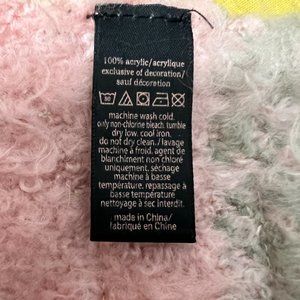 100% acrylic/acrylique
exclusive of decoration/
sauf décoration
machine wash cold.
only non-chlorine bleach. tumble
dry low. cool iron.
do not dry clean. / lavage
machine à froid. agent de
blanchiment non chloré
uniquement. séchage
machine à basse
température. repassage à
basse température
nettoyage à sec interdit.
made in China/
fabriqué en Chine